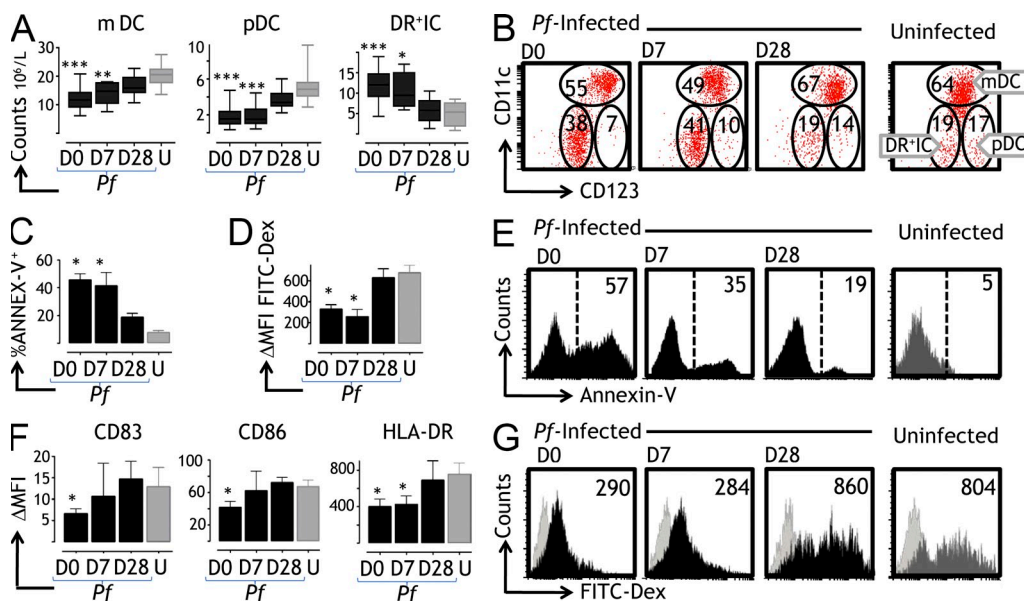 A
m DC
pDC
DR⁺IC
Counts 10⁶/L
30
20
10
***
**
D0 D7 D28 U
Pf
10
8
6
4
2
***
***
D0 D7 D28 U
Pf
15
10
5
***
*
D0 D7 D28 U
Pf
B
Pf-Infected
Uninfected
D0
D7
D28
CD11c
55
38
7
49
41
10
67
19
14
64
19
17
mDC
DR⁺IC
pDC
CD123
C
%ANNEX-V⁺
60
40
20
*
*
D0 D7 D28 U
Pf
D
ΔMFI FITC-Dex
600
400
200
*
*
D0 D7 D28 U
Pf
E
Pf-Infected
Uninfected
D0
D7
D28
Counts
57
35
19
5
Annexin-V
F
CD83
CD86
HLA-DR
ΔMFI
20
15
10
5
*
D0 D7 D28 U
Pf
100
80
60
40
20
*
D0 D7 D28 U
Pf
800
400
*
*
D0 D7 D28 U
Pf
G
Pf-Infected
Uninfected
D0
D7
D28
Counts
290
284
860
804
FITC-Dex